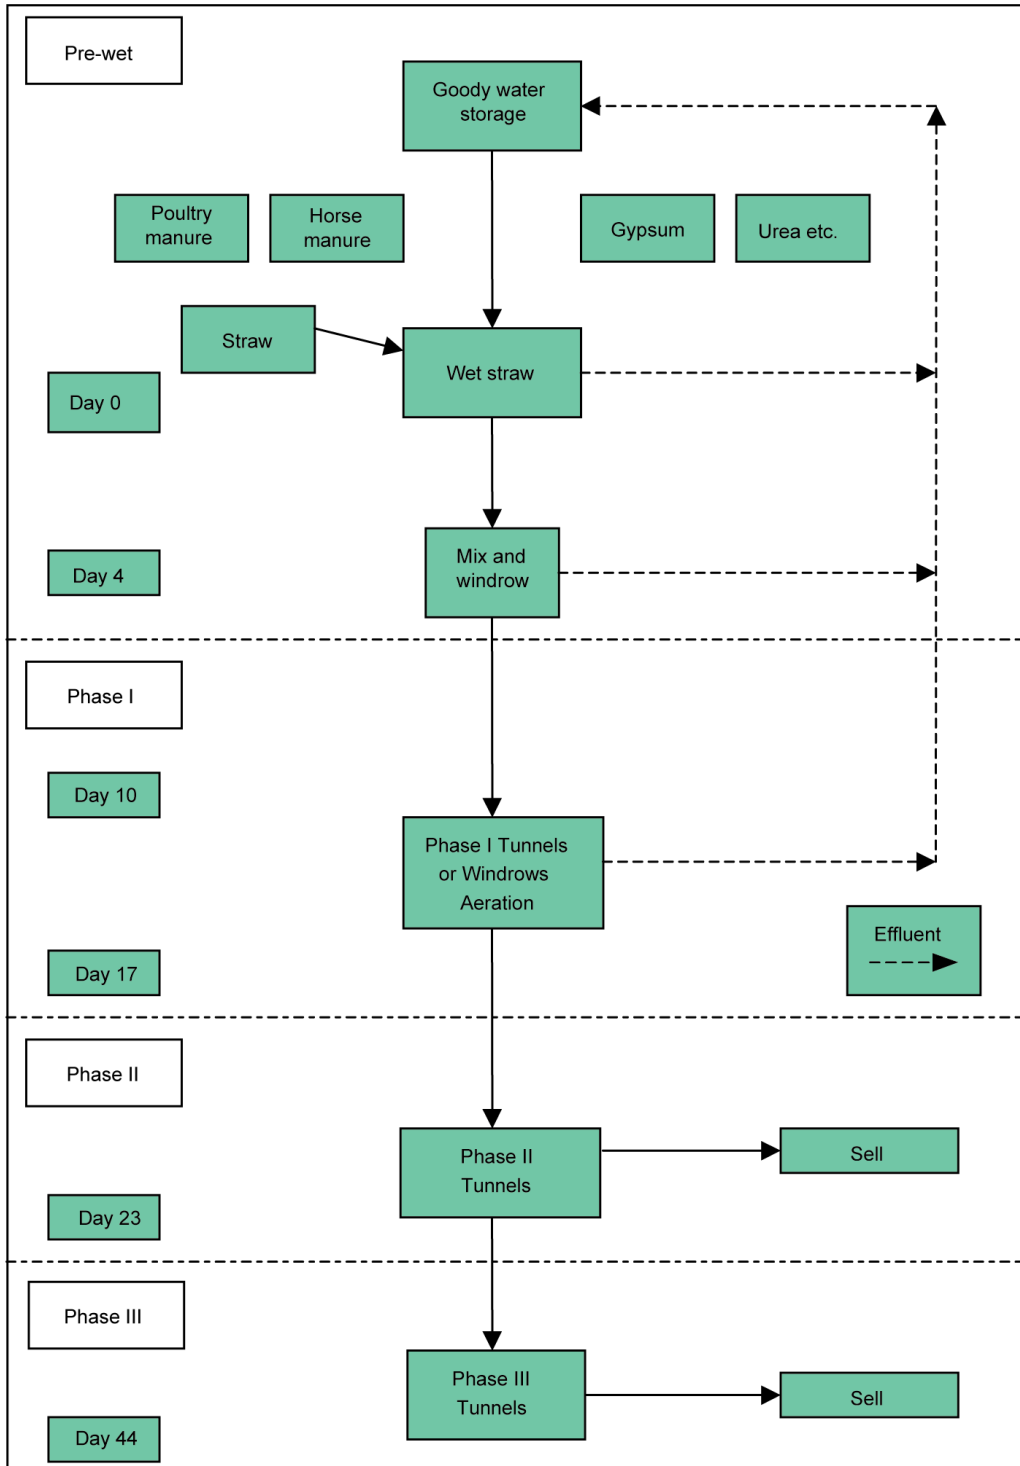 Pre-wet
Goody water
storage
Poultry
manure
Horse
manure
Gypsum
Urea etc.
Straw
Wet straw
Day 0
Mix and
windrow
Day 4
Phase I
Day 10
Phase I Tunnels
or Windrows
Aeration
Effluent
Day 17
Phase II
Phase II
Tunnels
Sell
Day 23
Phase III
Phase III
Tunnels
Sell
Day 44